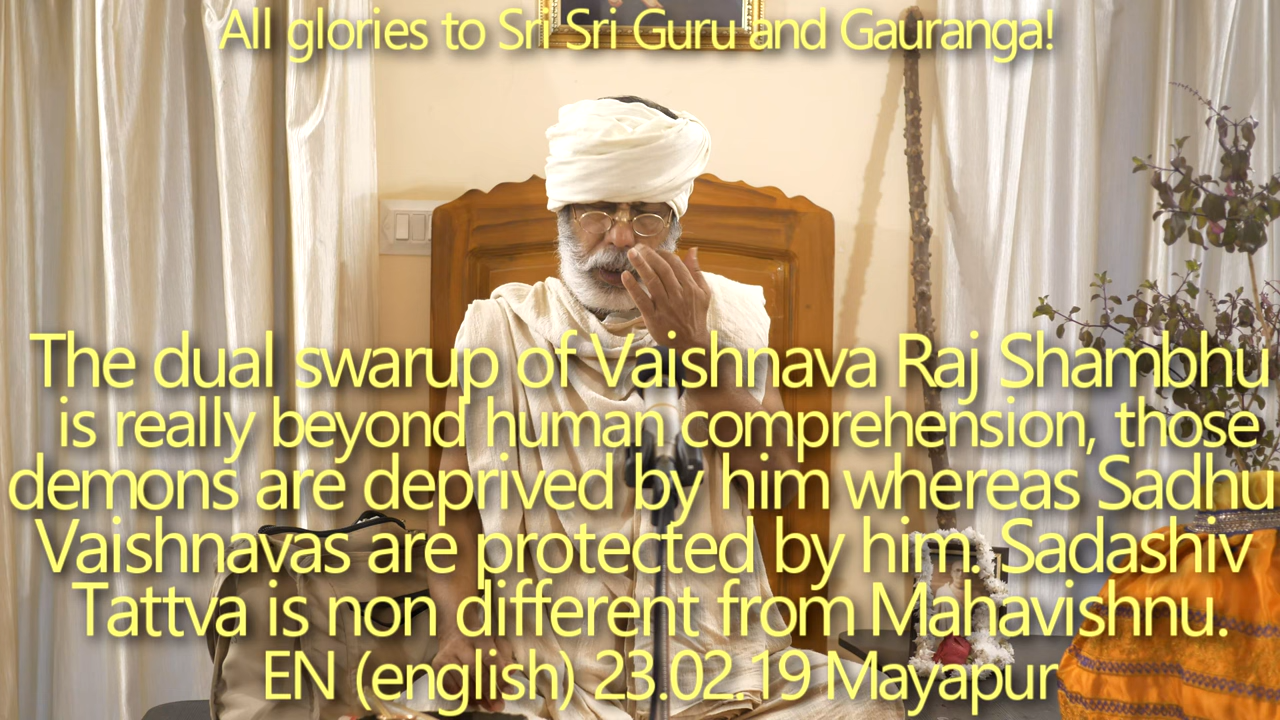 All glories to Sri Sri Guru and Gauranga!
The dual swarup of Vaishnava Raj Shambhu
is really beyond human comprehension, those
demons are deprived by him whereas Sadhu
Vaishnavas are protected by him. Sadashiv
Tattva is non different from Mahavishnu.
EN (english) 23.02.19 Mayapur